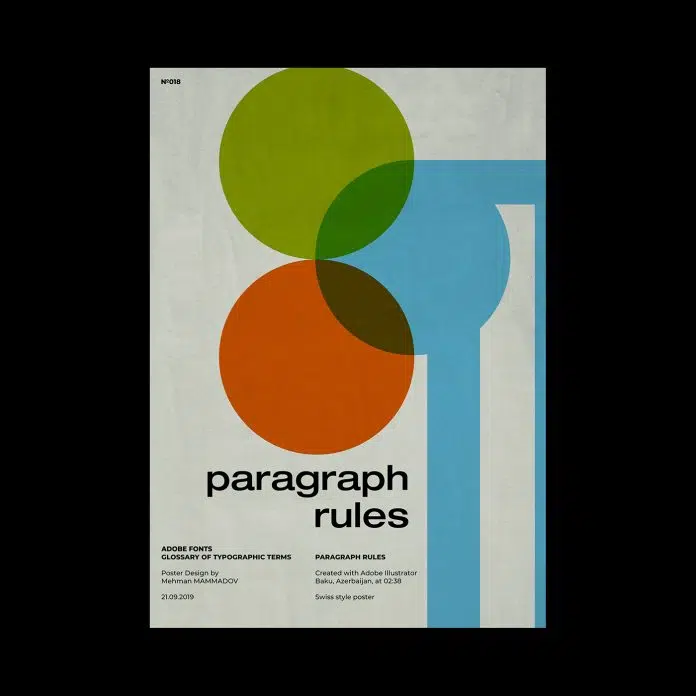 №018
paragraph
rules
ADOBE FONTS
GLOSSARY OF TYPOGRAPHIC TERMS
Poster Design by
Mehman MAMMADOV
21.09.2019
PARAGRAPH RULES
Created with Adobe Illustrator
Baku, Azerbaijan, at 02:38
Swiss style poster